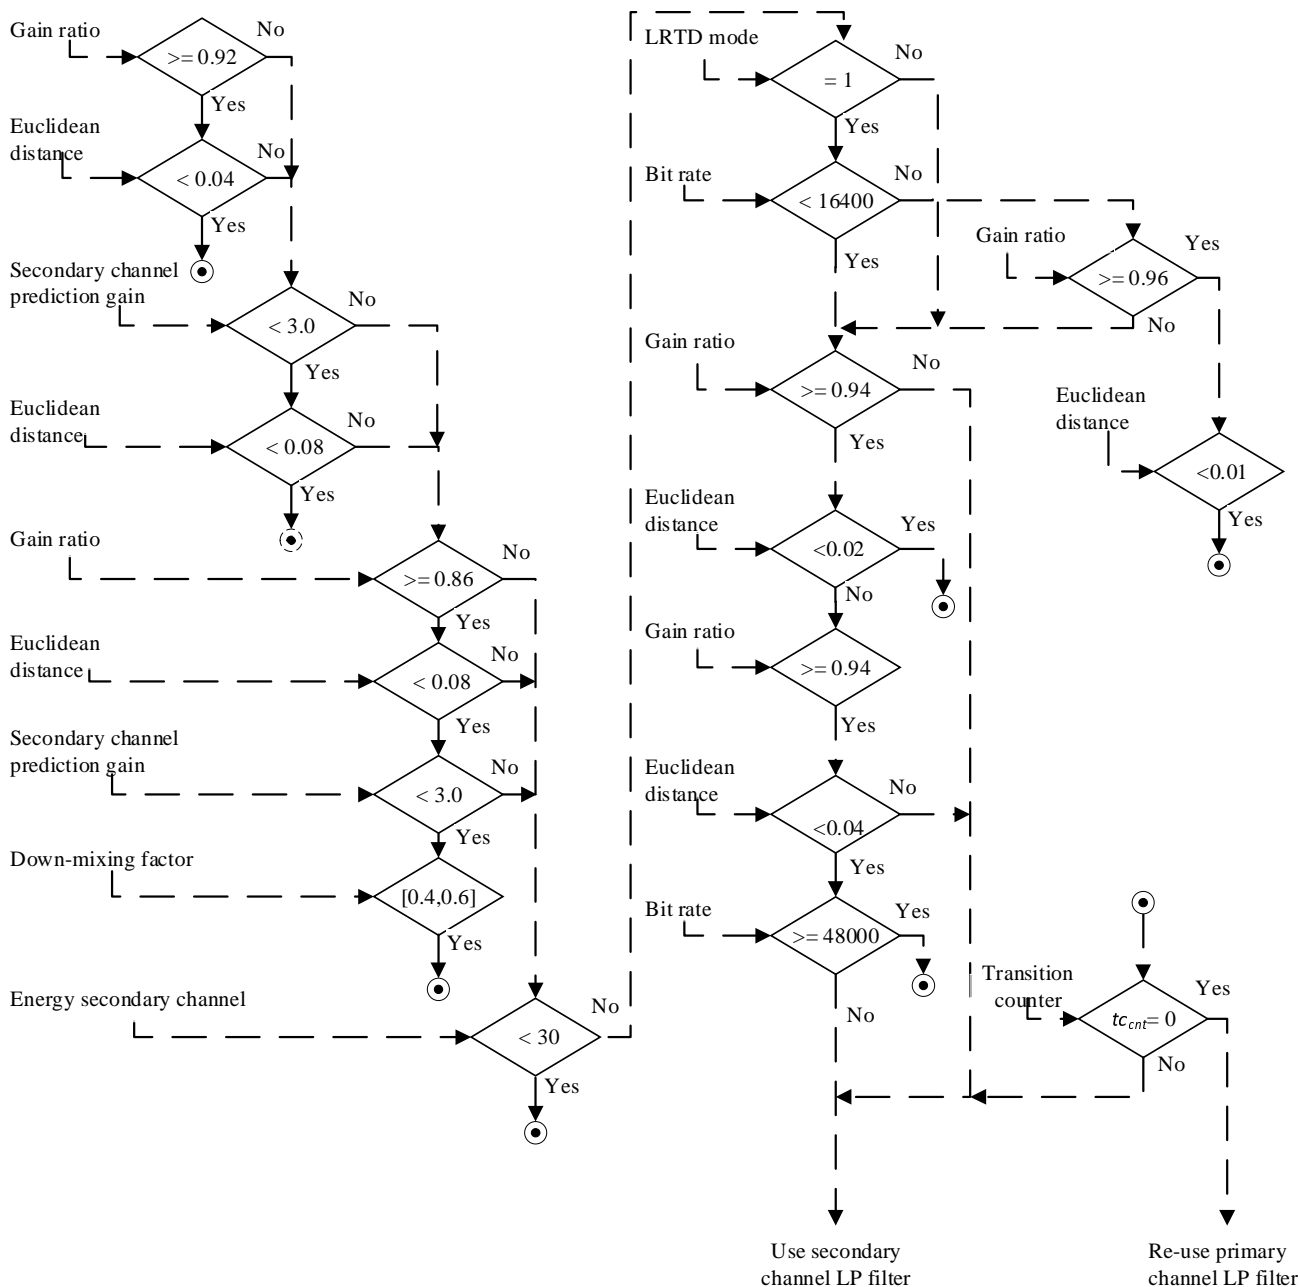 Gain ratio
No
>= 0.92
Yes
Euclidean
distance
No
< 0.04
Yes
Secondary channel
prediction gain
No
< 3.0
Yes
Euclidean
distance
No
< 0.08
Yes
Gain ratio
No
>= 0.86
Yes
Euclidean
distance
No
< 0.08
Yes
Secondary channel
prediction gain
No
< 3.0
Yes
Down-mixing factor
[0.4,0.6]
Yes
Energy secondary channel
No
< 30
Yes
LRTD mode
No
= 1
Yes
Bit rate
No
< 16400
Yes
Gain ratio
Yes
>= 0.96
No
Gain ratio
No
>= 0.94
Yes
Euclidean
distance
<0.01
Yes
Euclidean
distance
Yes
<0.02
No
Gain ratio
>= 0.94
Yes
Euclidean
distance
No
<0.04
Yes
Bit rate
Yes
>= 48000
No
Transition
counter
Yes
tccnt= 0
No
Use secondary
channel LP filter
Re-use primary
channel LP filter